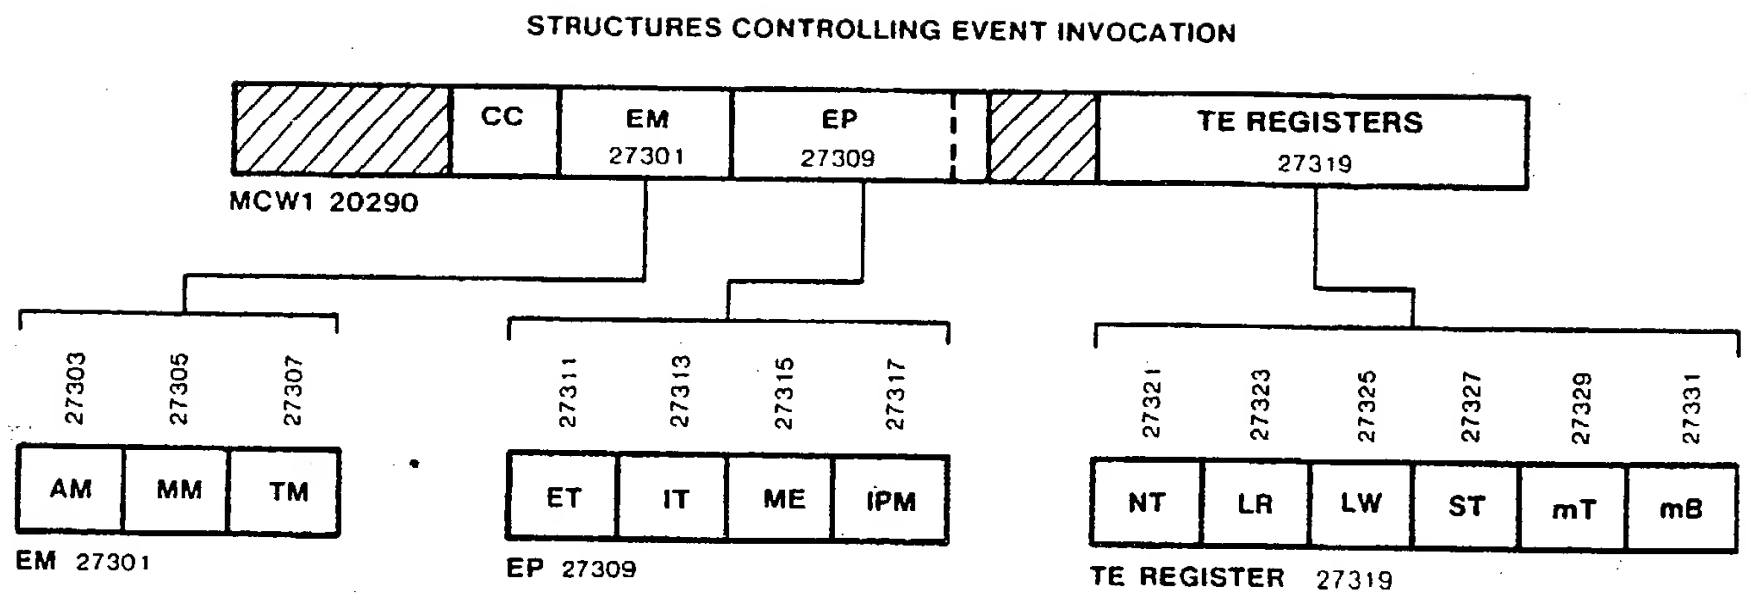 STRUCTURES CONTROLLING EVENT INVOCATION
CC EM EP TE REGISTERS
27301 27309 27319
MCW1 20290
27303 27305 27307 27311 27313 27315 27317 27321 27323 27325 27327 27329 27331
AM MM TM ET IT ME IPM NT LR LW ST mT mB
EM 27301 EP 27309 TE REGISTER 27319